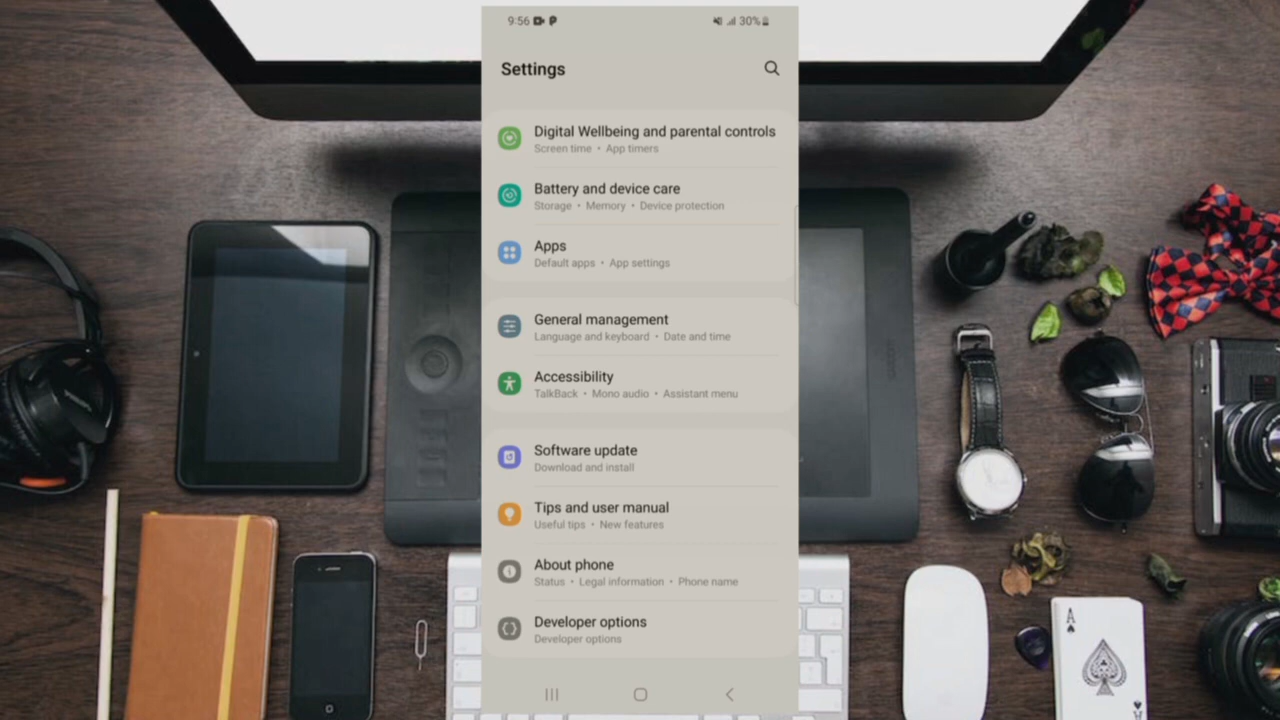 9:56
30%
Settings
Digital Wellbeing and parental controls
Screen time • App timers
Battery and device care
Storage • Memory • Device protection
Apps
Default apps • App settings
General management
Language and keyboard • Date and time
Accessibility
TalkBack • Mono audio • Assistant menu
Software update
Download and install
Tips and user manual
Useful tips • New features
About phone
Status • Legal information • Phone name
Developer options
Developer options
A